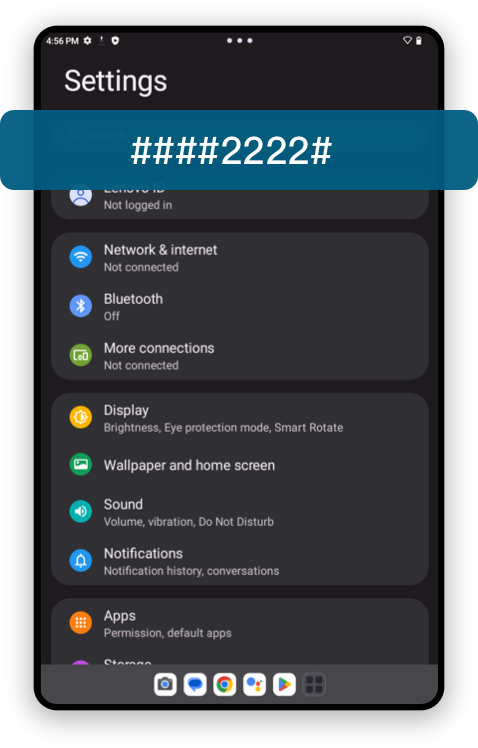 4:56 PM
Settings
####2222#
Lenovo ID
Not logged in
Network & internet
Not connected
Bluetooth
Off
More connections
Not connected
Display
Brightness, Eye protection mode, Smart Rotate
Wallpaper and home screen
Sound
Volume, vibration, Do Not Disturb
Notifications
Notification history, conversations
Apps
Permission, default apps
Storage